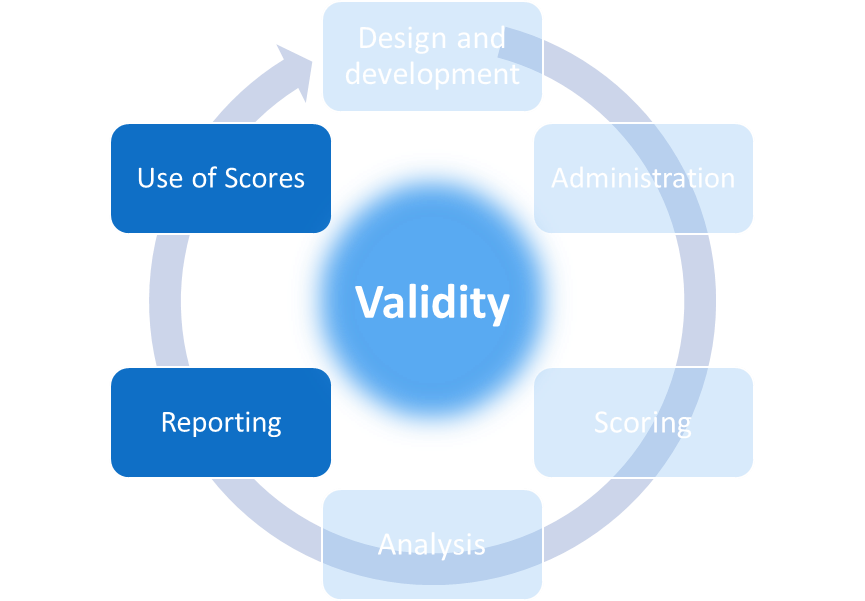 Design and
development
Use of Scores
Administration
Validity
Reporting
Scoring
Analysis